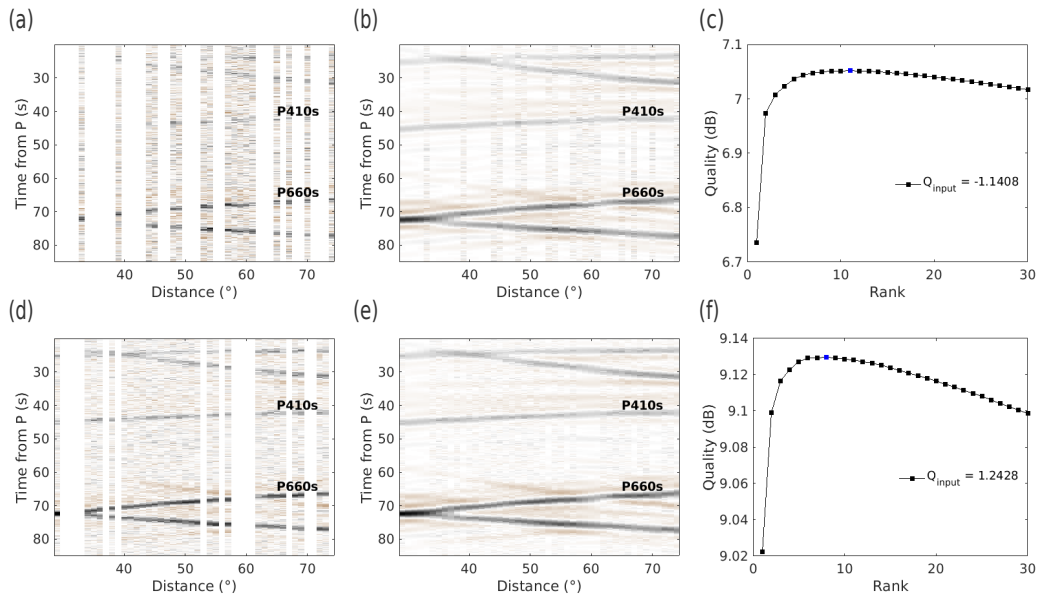 (a)
(b)
(c)
Time from P (s)
30
40
50
60
70
80
P410s
P660s
40
50
60
70
Distance (°)
Time from P (s)
30
40
50
60
70
80
P410s
P660s
30
40
50
60
70
Distance (°)
Quality (dB)
7.1
7
6.9
6.8
6.7
Qinput = -1.1408
0
10
20
30
Rank
(d)
(e)
(f)
Time from P (s)
30
40
50
60
70
80
P410s
P660s
40
50
60
70
Distance (°)
Time from P (s)
30
40
50
60
70
80
P410s
P660s
30
40
50
60
70
Distance (°)
Quality (dB)
9.14
9.12
9.1
9.08
9.06
9.04
9.02
Qinput = 1.2428
0
10
20
30
Rank